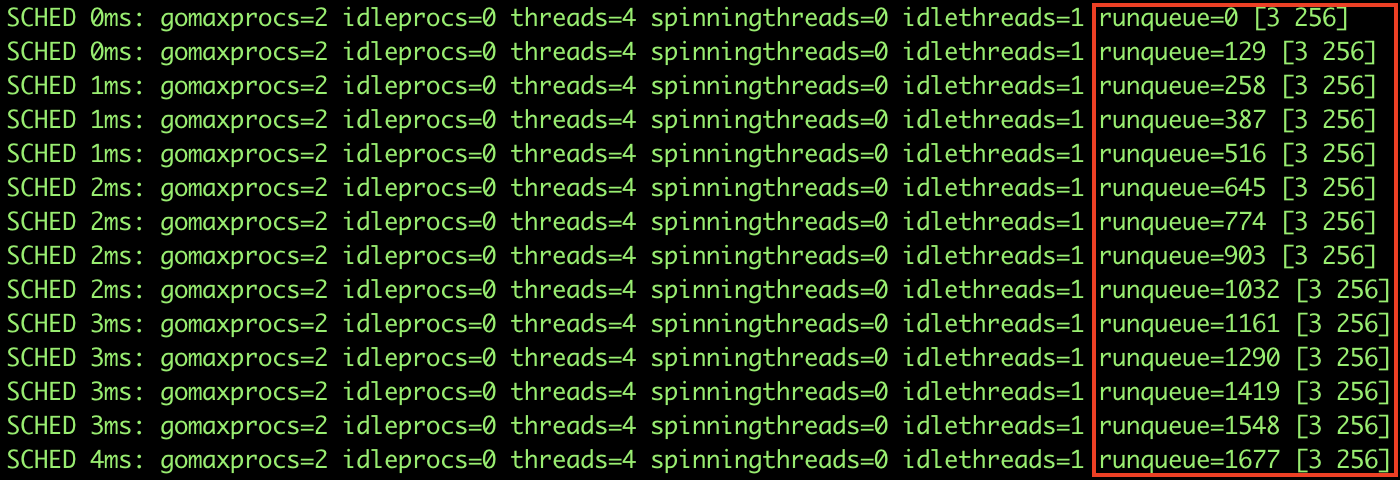 SCHED 0ms: gomaxprocs=2 idleprocs=0 threads=4 spinningthreads=0 idlethreads=1 runqueue=0 [3 256]
SCHED 0ms: gomaxprocs=2 idleprocs=0 threads=4 spinningthreads=0 idlethreads=1 runqueue=129 [3 256]
SCHED 1ms: gomaxprocs=2 idleprocs=0 threads=4 spinningthreads=0 idlethreads=1 runqueue=258 [3 256]
SCHED 1ms: gomaxprocs=2 idleprocs=0 threads=4 spinningthreads=0 idlethreads=1 runqueue=387 [3 256]
SCHED 1ms: gomaxprocs=2 idleprocs=0 threads=4 spinningthreads=0 idlethreads=1 runqueue=516 [3 256]
SCHED 2ms: gomaxprocs=2 idleprocs=0 threads=4 spinningthreads=0 idlethreads=1 runqueue=645 [3 256]
SCHED 2ms: gomaxprocs=2 idleprocs=0 threads=4 spinningthreads=0 idlethreads=1 runqueue=774 [3 256]
SCHED 2ms: gomaxprocs=2 idleprocs=0 threads=4 spinningthreads=0 idlethreads=1 runqueue=903 [3 256]
SCHED 2ms: gomaxprocs=2 idleprocs=0 threads=4 spinningthreads=0 idlethreads=1 runqueue=1032 [3 256]
SCHED 3ms: gomaxprocs=2 idleprocs=0 threads=4 spinningthreads=0 idlethreads=1 runqueue=1161 [3 256]
SCHED 3ms: gomaxprocs=2 idleprocs=0 threads=4 spinningthreads=0 idlethreads=1 runqueue=1290 [3 256]
SCHED 3ms: gomaxprocs=2 idleprocs=0 threads=4 spinningthreads=0 idlethreads=1 runqueue=1419 [3 256]
SCHED 3ms: gomaxprocs=2 idleprocs=0 threads=4 spinningthreads=0 idlethreads=1 runqueue=1548 [3 256]
SCHED 4ms: gomaxprocs=2 idleprocs=0 threads=4 spinningthreads=0 idlethreads=1 runqueue=1677 [3 256]